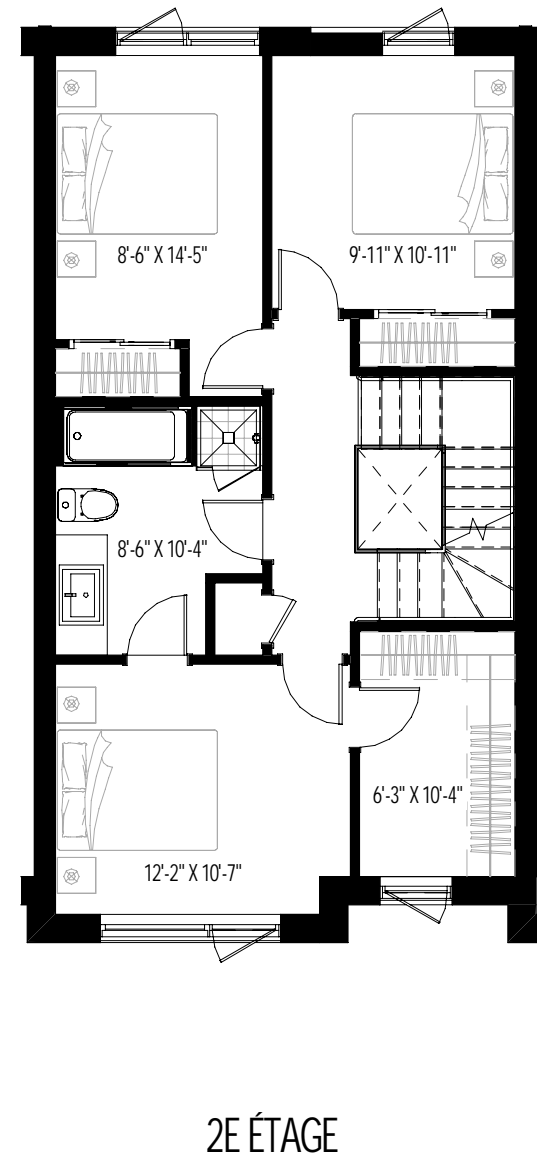 8'-6" X 14'-5"
9'-11" X 10'-11"
8'-6" X 10'-4"
6'-3" X 10'-4"
12'-2" X 10'-7"
2E ÉTAGE